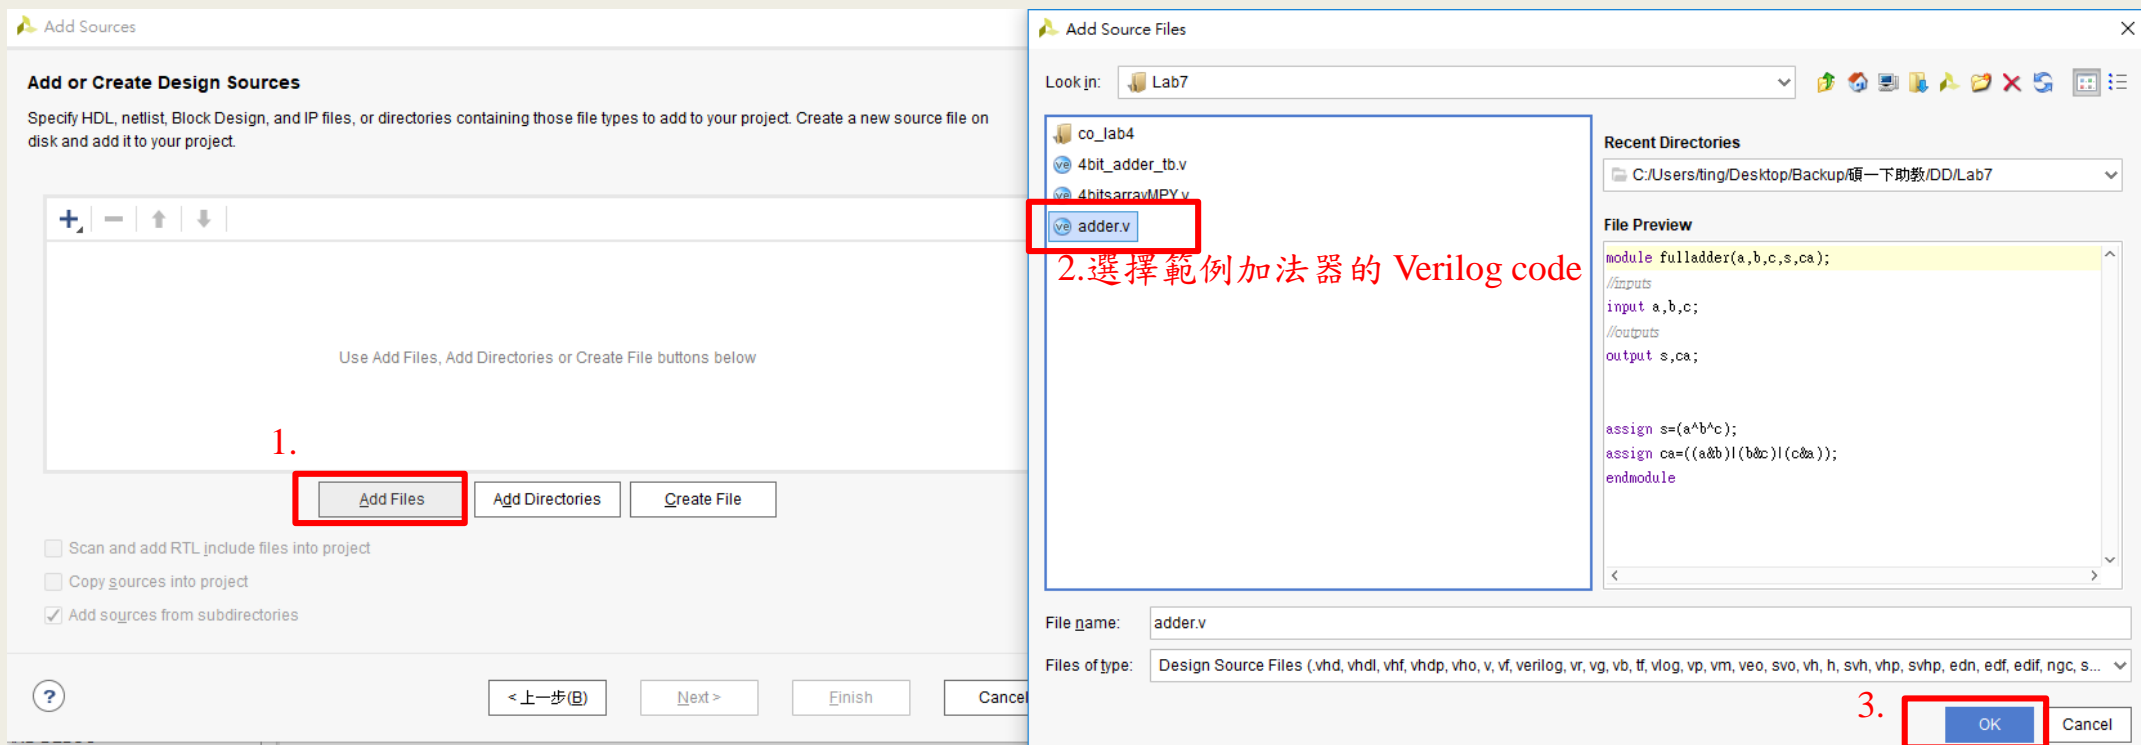 Add Sources
Add or Create Design Sources
Specify HDL, netlist, Block Design, and IP files, or directories containing those file types to add to your project. Create a new source file on
disk and add it to your project.
Use Add Files, Add Directories or Create File buttons below
1.
Add Files
Add Directories
Create File
Scan and add RTL include files into project
Copy sources into project
Add sources from subdirectories
?
<上一步(B)
Next >
Finish
Cancel
Add Source Files
Look in:
Lab7
co_lab4
4bit_adder_tb.v
4bitsarrayMPY.v
adder.v
2.選擇範例加法器的 Verilog code
Recent Directories
C:/Users/ting/Desktop/Backup/碩一下助教/DD/Lab7
File Preview
module fulladder(a,b,c,s,ca);
//inputs
input a,b,c;
//outputs
output s,ca;
assign s=(a^b^c);
assign ca=((a&b)|(b&c)|(c&a));
endmodule
File name:
adder.v
Files of type:
Design Source Files (.vhd, vhdl, vhf, vhdp, vho, v, vf, verilog, vr, vg, vb, tf, vlog, vp, vm, veo, svo, vh, h, svh, vhp, svhp, edn, edf, edif, ngc, s...
3.
OK
Cancel